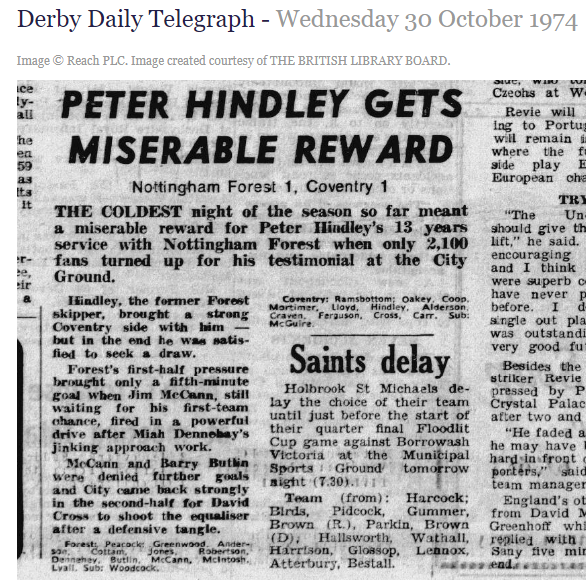 Derby Daily Telegraph - Wednesday 30 October 1974
Image © Reach PLC. Image created courtesy of THE BRITISH LIBRARY BOARD.
PETER HINDLEY GETS
MISERABLE REWARD
Nottingham Forest 1, Coventry 1
THE COLDEST night of the season so far meant
a miserable reward for Peter Hindley's 13 years
service with Nottingham Forest when only 2,100
fans turned up for his testimonial at the City
Ground.
Hindley, the former Forest
skipper, brought a strong
Coventry side with him —
but in the end he was satis-
fied to seek a draw.
Forest's first-half pressure
brought only a fifth-minute
goal when Jim McCann, still
waiting for his first-team
chance, fired in a powerful
drive after Miah Dennehay's
jinking approach work.
McCann and Barry Butlin
were denied further goals
and City came back strongly
in the second-half for David
Cross to shoot the equaliser
after a defensive tangle.
Forest: Peacock; Greenwood, Ander-
son, Cottam, Jones, Robertson,
Dennehay, Butlin, McCann, McIntosh,
Lyall. Sub: Woodcock.
Coventry: Ramsbottom; Oakey, Coop,
Mortimer, Lloyd, Hindley, Alderson,
Craven, Ferguson, Cross, Carr. Sub:
McGuire.
Saints delay
Holbrook St Michaels de-
lay the choice of their team
until just before the start of
their quarter final Floodlit
Cup game against Borrowash
Victoria at the Municipal
Sports Ground tomorrow
night (7.30).
Team (from): Harcock;
Birds, Pidcock, Gummer,
Brown (R.), Parkin, Brown
(D), Hallsworth, Wathall,
Harrison, Glossop, Lennox,
Atterbey, Bestall.
Czechs at W
Revie will
ing to Portu
will remain
where the f
side play E
European cha
TRY
"The Un
should give th
lift," he said.
encouraging
and I think
were superb c
have never p
before. I d
single out pla
was outstandi
very good fu
Besides the
striker Revie
pressed by P
Crystal Palac
after two and
"He faded a
he may have
hard in front
porters," said
team manager
England's ot
from David M
Greenhoff whi
replied with
Sany five mi
end.